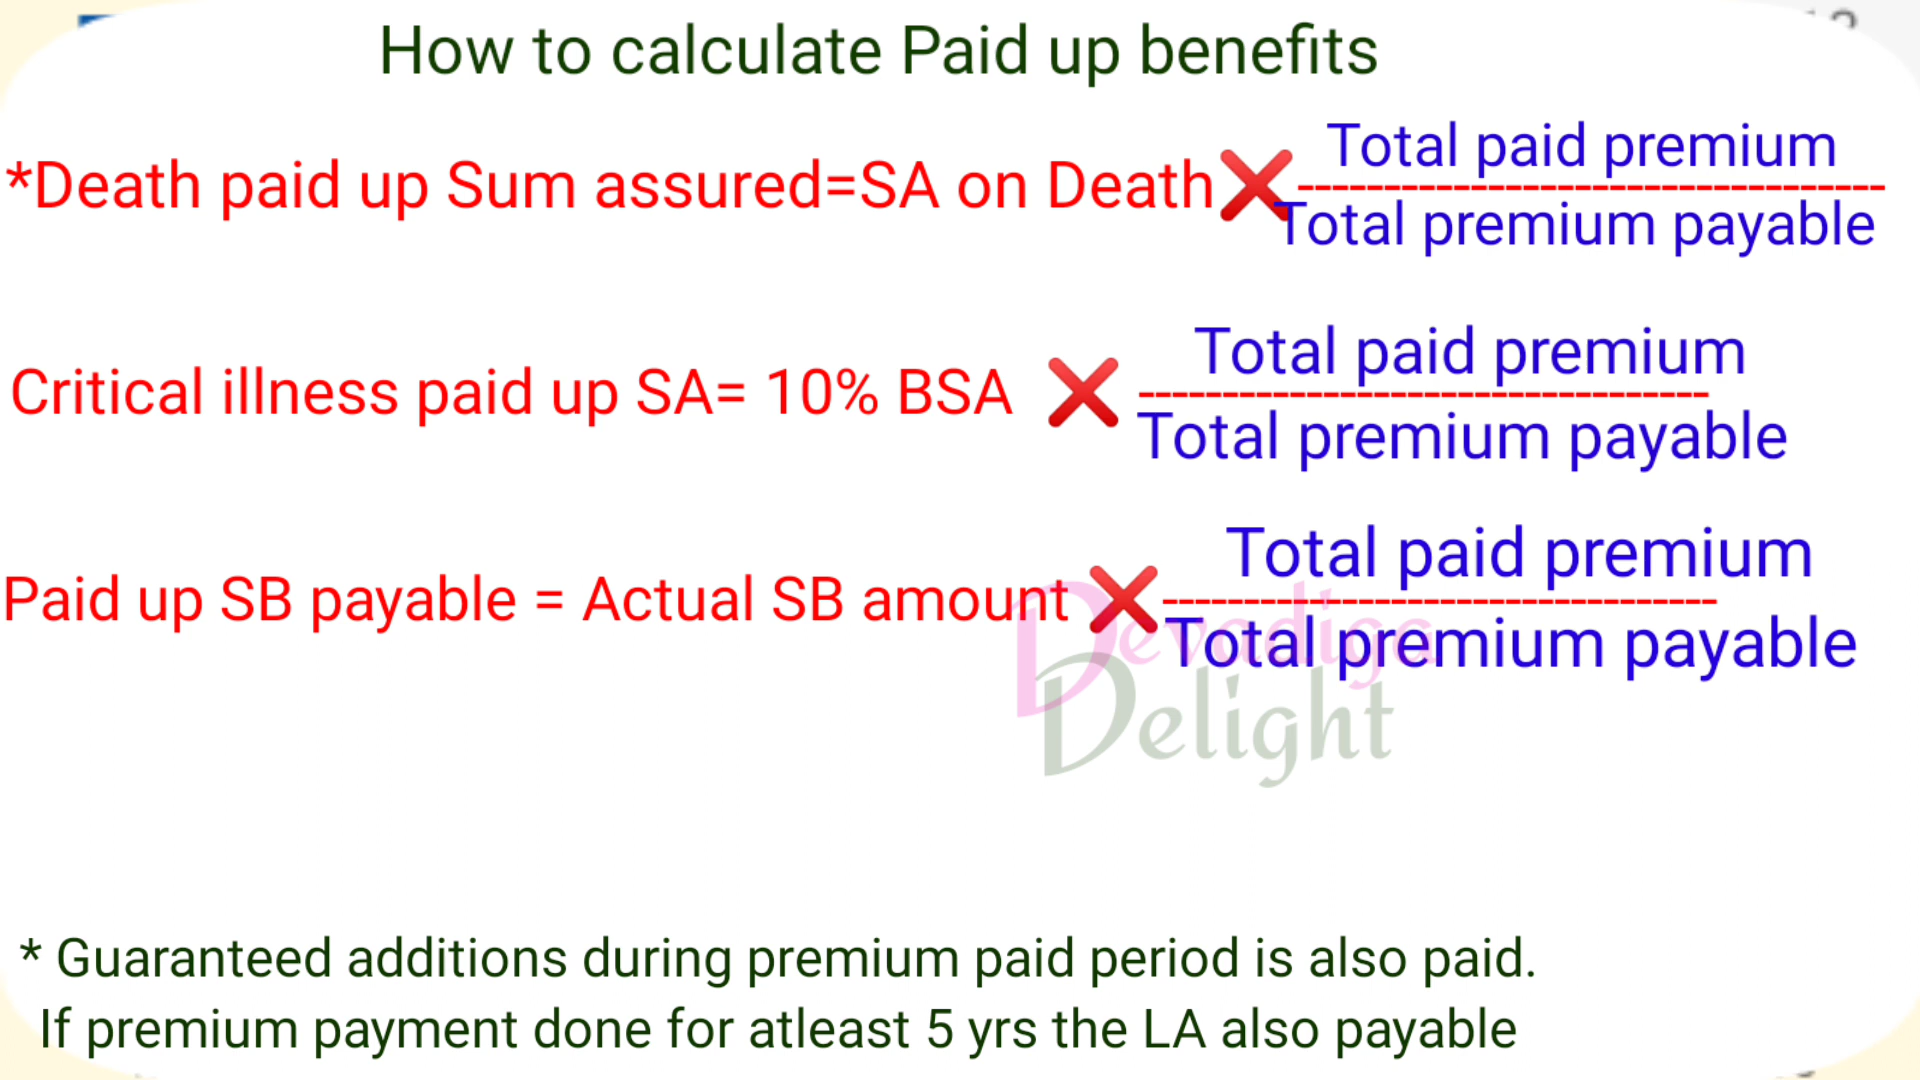 How to calculate Paid up benefits
Total paid premium
*Death paid up Sum assured=SA on Death❌---------------------------------
Total premium payable
Total paid premium
Critical illness paid up SA= 10% BSA ❌--------------------------------
Total premium payable
Total paid premium
Paid up SB payable = Actual SB amount ❌-------------------------------
Total premium payable
Devadiga
Delight
* Guaranteed additions during premium paid period is also paid.
If premium payment done for atleast 5 yrs the LA also payable